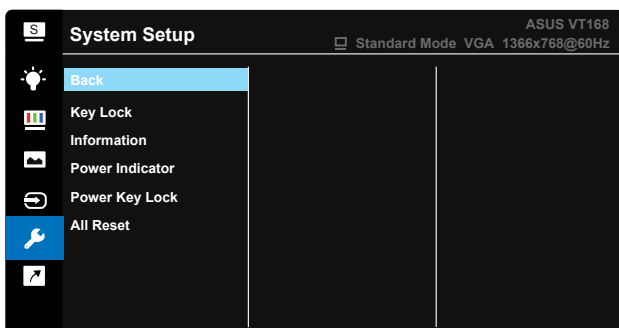 S
System Setup
ASUS VT168
Standard Mode VGA 1366x768@60Hz
Back
Key Lock
Information
Power Indicator
Power Key Lock
All Reset